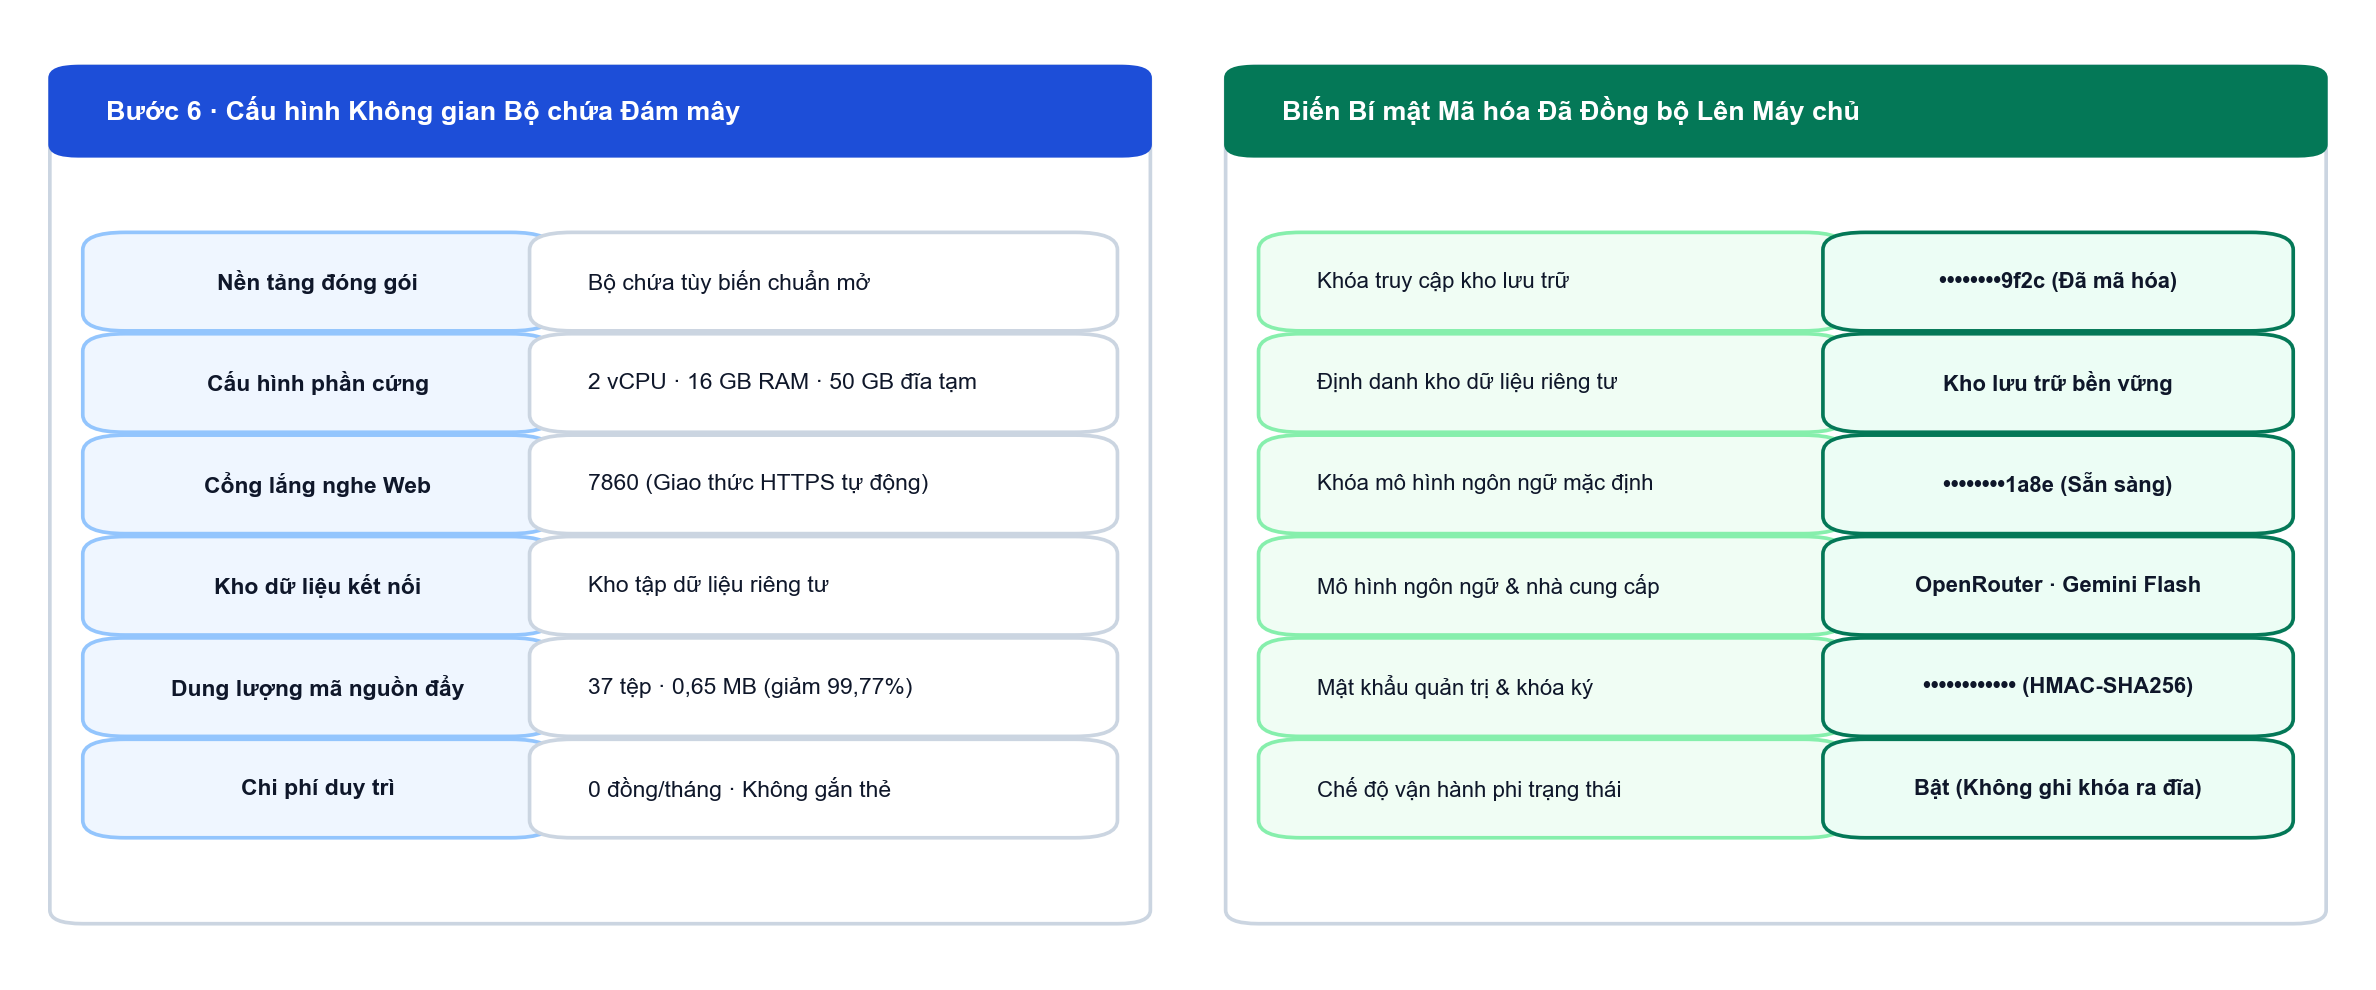 Bước 6 · Cấu hình Không gian Bộ chứa Đám mây
Nền tảng đóng gói
Bộ chứa tùy biến chuẩn mở
Cấu hình phần cứng
2 vCPU · 16 GB RAM · 50 GB đĩa tạm
Cổng lắng nghe Web
7860 (Giao thức HTTPS tự động)
Kho dữ liệu kết nối
Kho tập dữ liệu riêng tư
Dung lượng mã nguồn đẩy
37 tệp · 0,65 MB (giảm 99,77%)
Chi phí duy trì
0 đồng/tháng · Không gắn thẻ
Biến Bí mật Mã hóa Đã Đồng bộ Lên Máy chủ
Khóa truy cập kho lưu trữ
••••••••9f2c (Đã mã hóa)
Định danh kho dữ liệu riêng tư
Kho lưu trữ bền vững
Khóa mô hình ngôn ngữ mặc định
••••••••1a8e (Sẵn sàng)
Mô hình ngôn ngữ & nhà cung cấp
OpenRouter · Gemini Flash
Mật khẩu quản trị & khóa ký
•••••••••••• (HMAC-SHA256)
Chế độ vận hành phi trạng thái
Bật (Không ghi khóa ra đĩa)